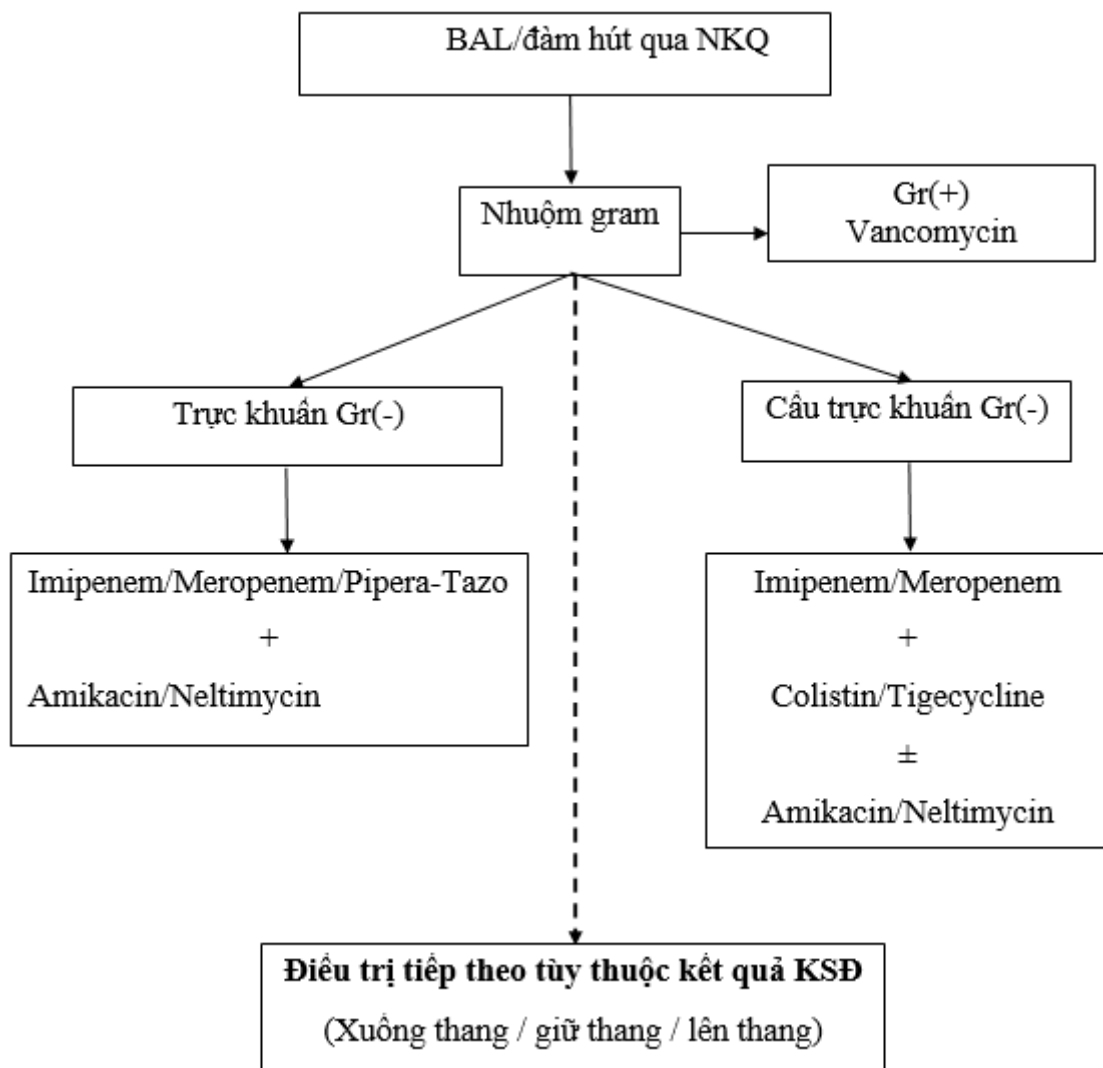 BAL/đàm hút qua NKQ
Nhuộm gram
Gr(+)
Vancomycin
Trực khuẩn Gr(-)
Cầu trực khuẩn Gr(-)
Imipenem/Meropenem/Pipera-Tazo
+
Amikacin/Neltimycin
Imipenem/Meropenem
+
Colistin/Tigecycline
±
Amikacin/Neltimycin
Điều trị tiếp theo tùy thuộc kết quả KSĐ
(Xuống thang / giữ thang / lên thang)